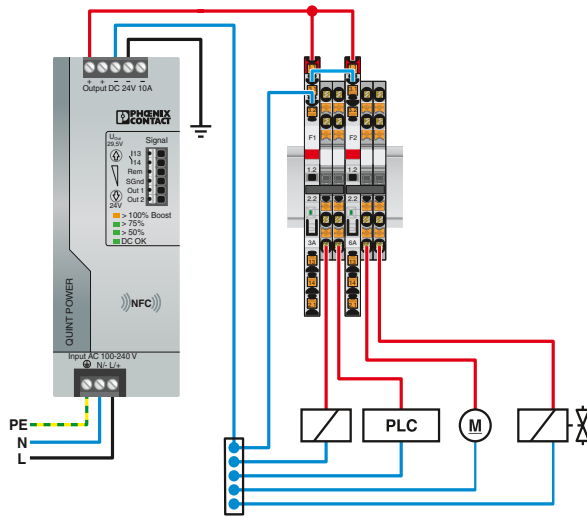 + + − − −
Output DC 24V 10A
PHŒNIX
CONTACT
UOut
29,5V
Signal
13
14
Rem
SGnd
Out 1
Out 2
24V
> 100% Boost
> 75%
> 50%
DC OK
QUINT POWER
NFC
Input AC 100-240 V
N/- L/+
PE
N
L
F1
F2
1.2
1.2
2.2
2.2
3A
6A
PLC
M